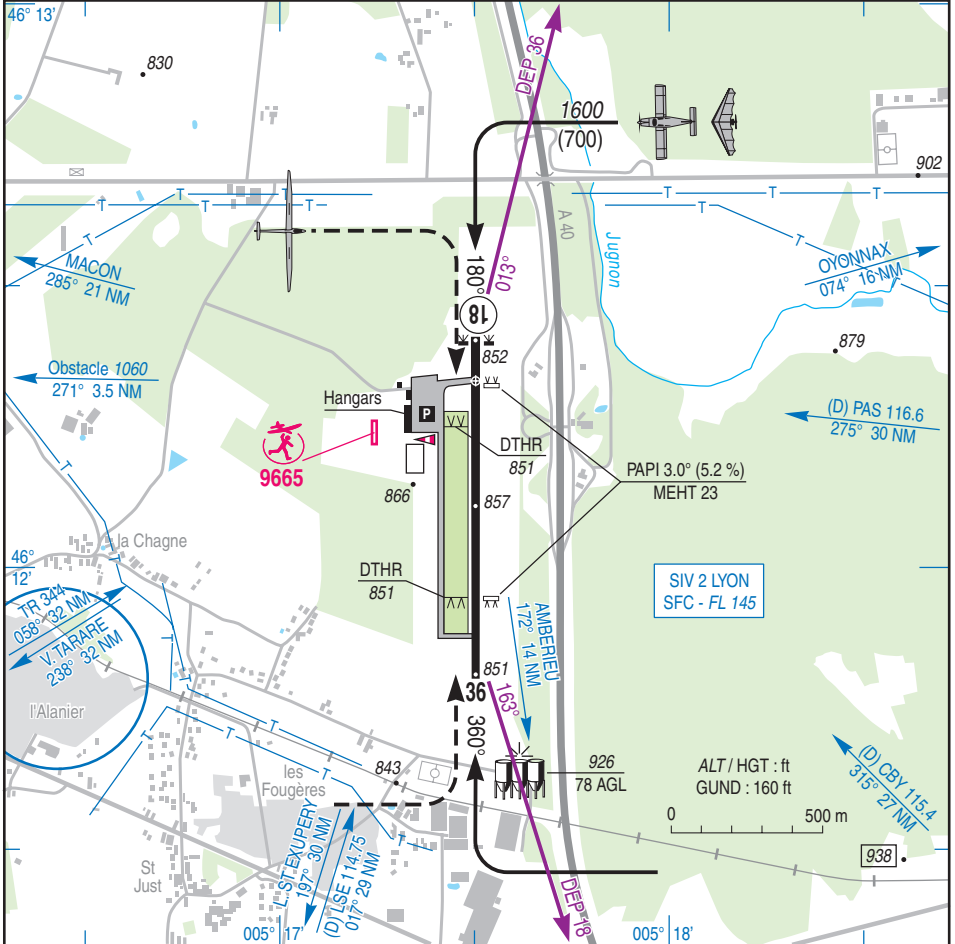 46° 13'
830
DEP 36
1600
(700)
902
T
T
T
T
T
T
T
T
T
A 40
Jugnon
MACON
285° 21 NM
OYONNAX
074° 16 NM
180°
013°
18
852
879
Obstacle 1060
271° 3.5 NM
Hangars
P
(D) PAS 116.6
275° 30 NM
DTHR
851
9665
PAPI 3.0° (5.2 %)
MEHT 23
866
857
T
la Chagne
46°
12'
DTHR
851
SIV 2 LYON
SFC - FL 145
T
TR 344
058° 32 NM
V. TARARE
238° 32 NM
T
AMBERIEU
172° 14 NM
851
36
163°
360°
l'Alanier
T
T
T
T
les
Fougères
843
926
78 AGL
ALT / HGT : ft
GUND : 160 ft
0
500 m
(D) CBY 115.4
315° 27 NM
T
T
938
St
Just
L. ST EXUPERY
197° 30 NM
(D) LSE 114.75
017° 29 NM
DEP 18
005° 17'
005° 18'